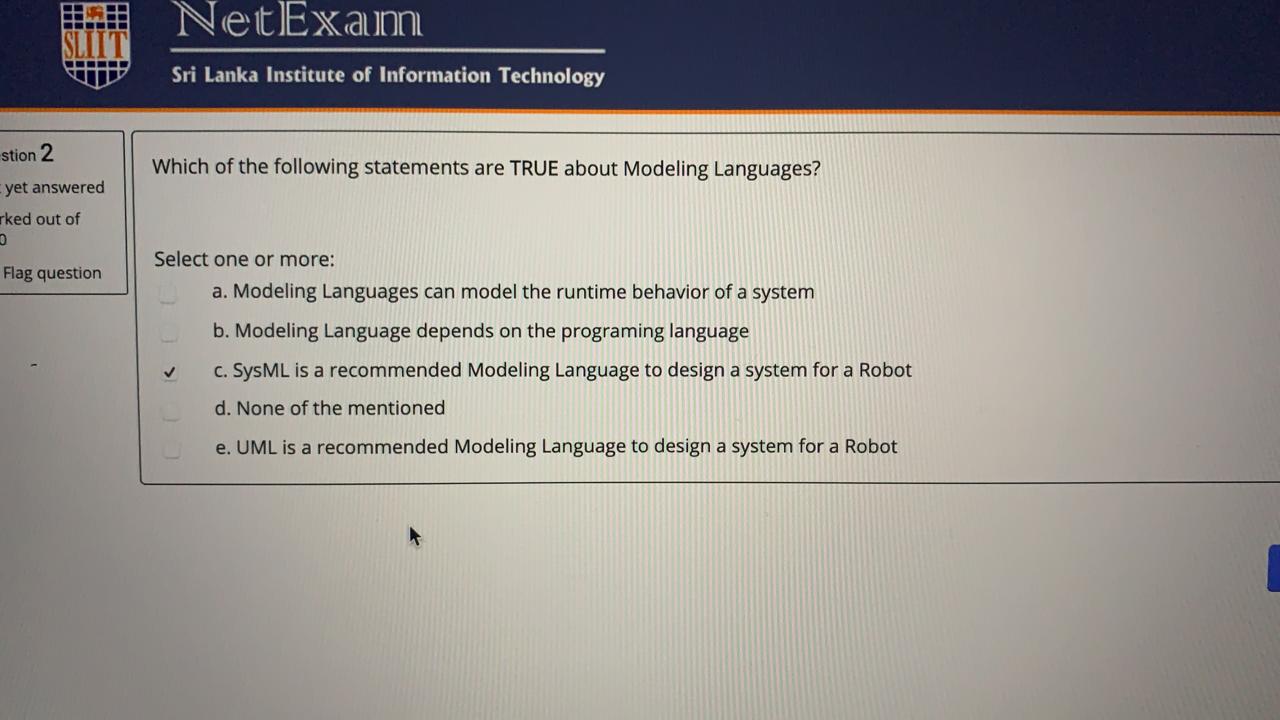 SLIIT
NetExam
Sri Lanka Institute of Information Technology
stion 2
yet answered
rked out of
0
Flag question
Which of the following statements are TRUE about Modeling Languages?
Select one or more:
a. Modeling Languages can model the runtime behavior of a system
b. Modeling Language depends on the programing language
c. SysML is a recommended Modeling Language to design a system for a Robot
d. None of the mentioned
e. UML is a recommended Modeling Language to design a system for a Robot